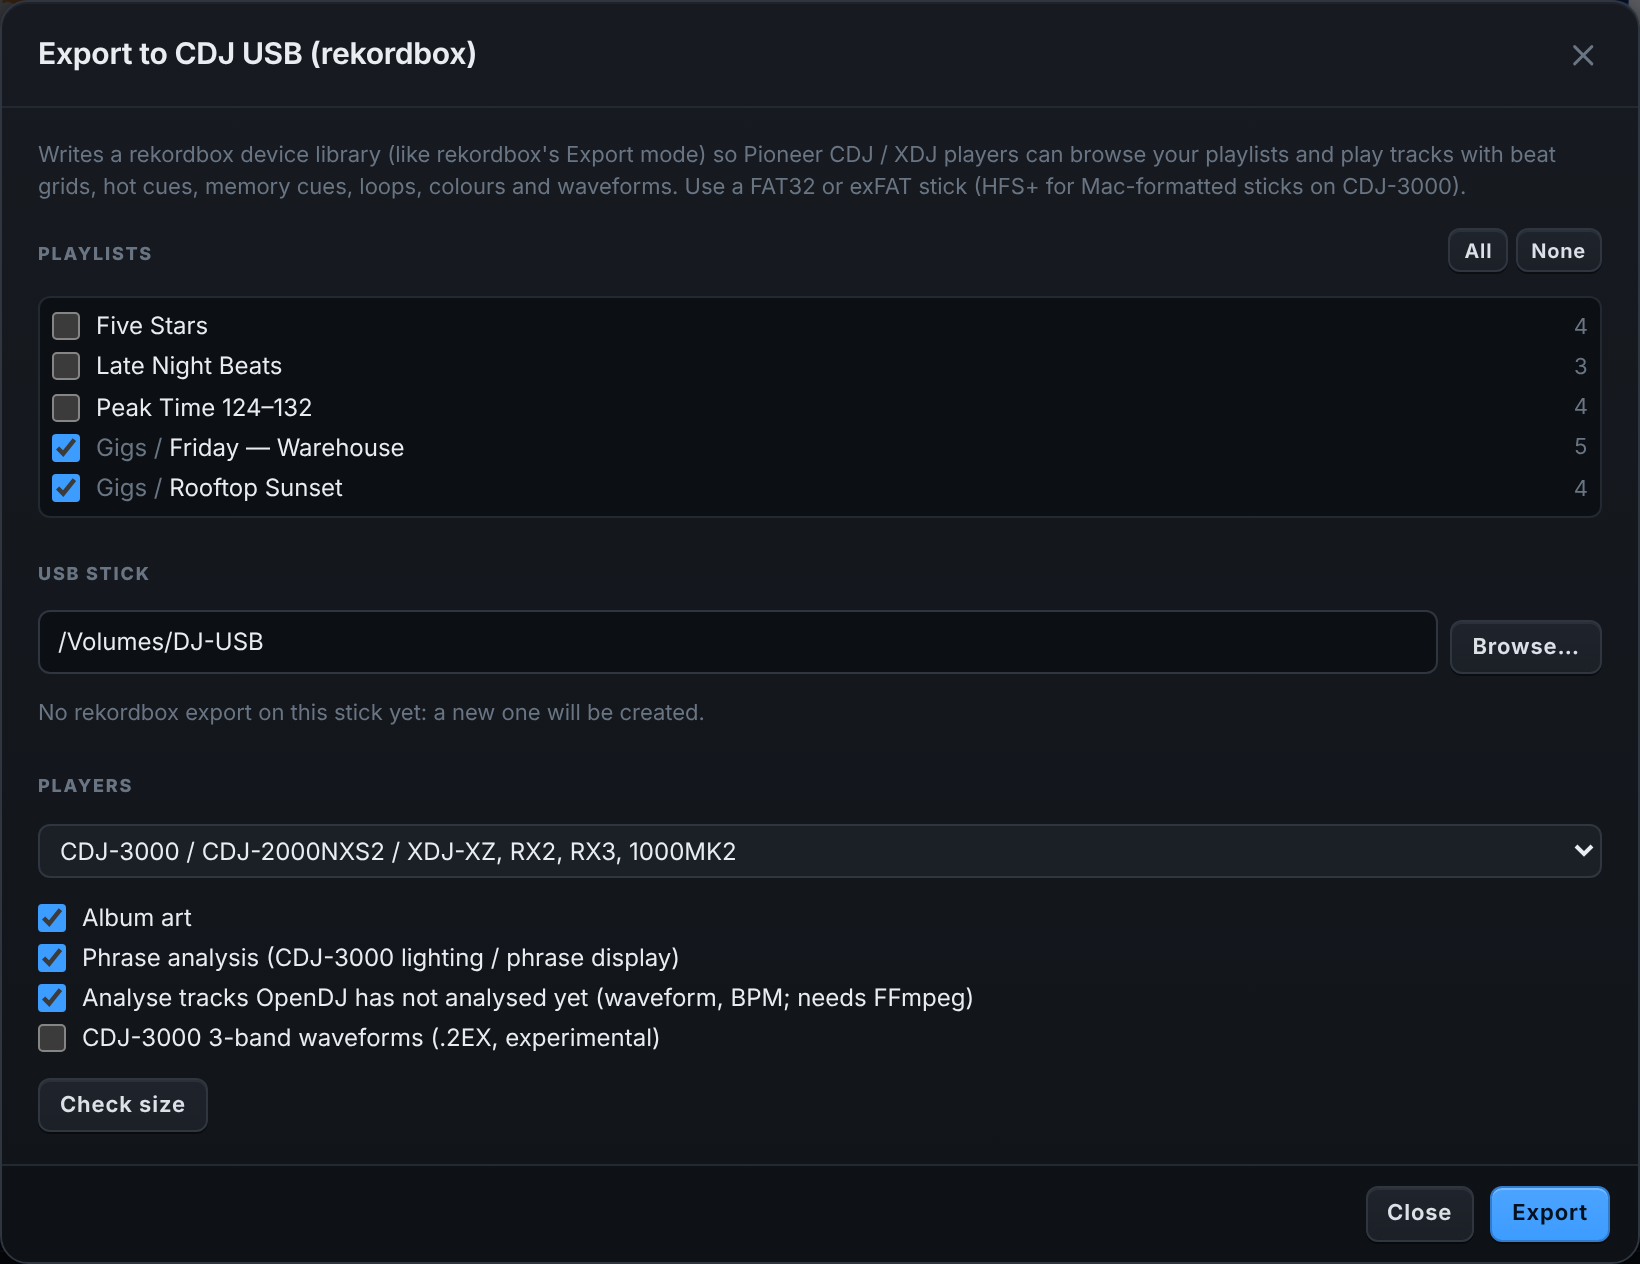 Export to CDJ USB (rekordbox)
Writes a rekordbox device library (like rekordbox's Export mode) so Pioneer CDJ / XDJ players can browse your playlists and play tracks with beat
grids, hot cues, memory cues, loops, colours and waveforms. Use a FAT32 or exFAT stick (HFS+ for Mac-formatted sticks on CDJ-3000).
PLAYLISTS All None
Five Stars 4
Late Night Beats 3
Peak Time 124–132 4
Gigs / Friday — Warehouse 5
Gigs / Rooftop Sunset 4
USB STICK
/Volumes/DJ-USB Browse...
No rekordbox export on this stick yet: a new one will be created.
PLAYERS
CDJ-3000 / CDJ-2000NXS2 / XDJ-XZ, RX2, RX3, 1000MK2
Album art
Phrase analysis (CDJ-3000 lighting / phrase display)
Analyse tracks OpenDJ has not analysed yet (waveform, BPM; needs FFmpeg)
CDJ-3000 3-band waveforms (.2EX, experimental)
Check size
Close Export